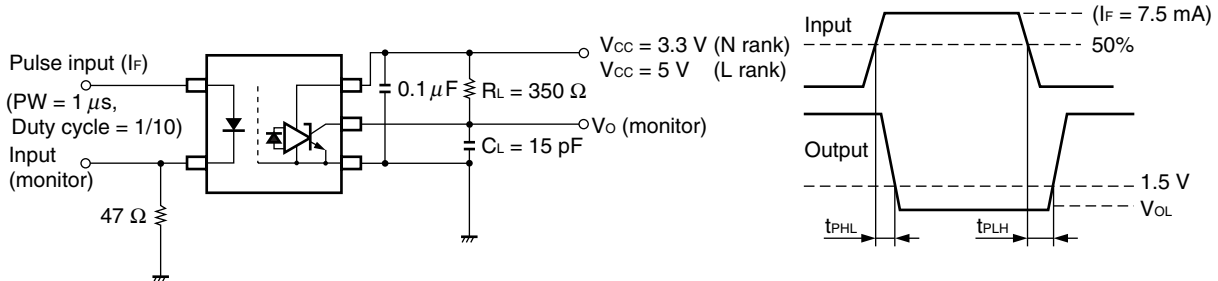 Pulse input (IF)
(PW = 1 μs,
Duty cycle = 1/10)
Input
(monitor)
47 Ω
0.1 μF
RL = 350 Ω
CL = 15 pF
VCC = 3.3 V (N rank)
VCC = 5 V (L rank)
VO (monitor)
Input
(IF = 7.5 mA)
50%
Output
1.5 V
VOL
tPHL
tPLH